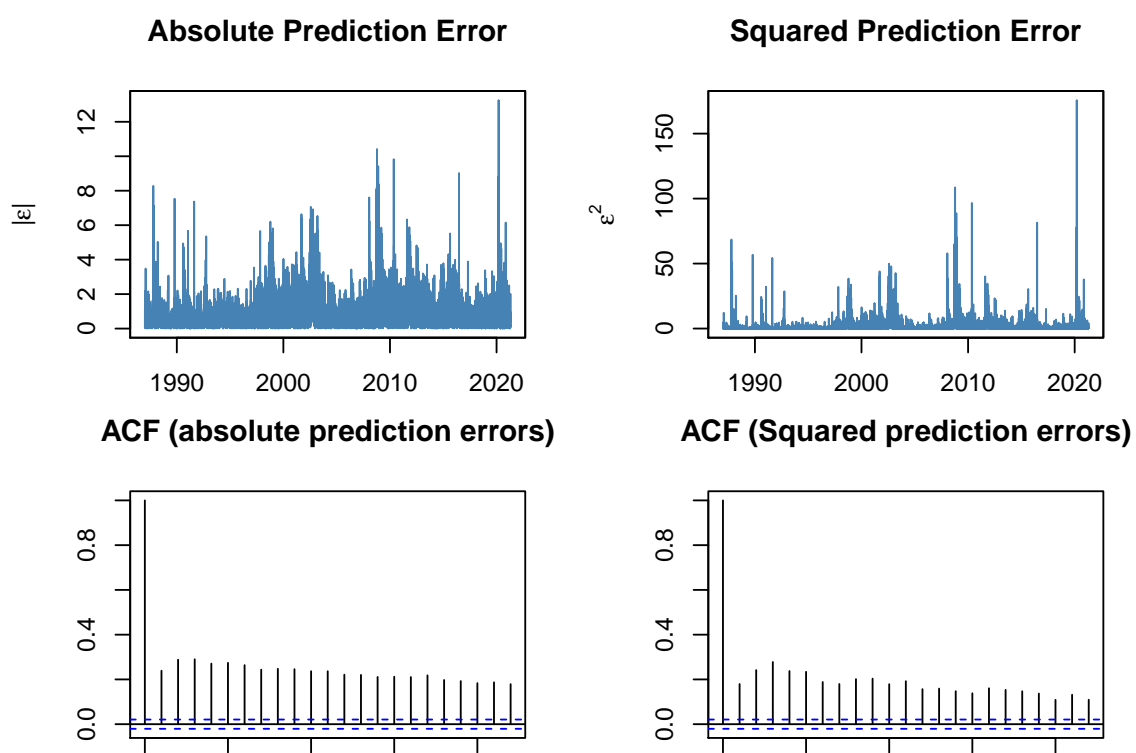 Absolute Prediction Error
|ε|
12
8
6
4
2
0
1990 2000 2010 2020
Squared Prediction Error
ε²
150
100
50
0
1990 2000 2010 2020
ACF (absolute prediction errors)
0.8
0.4
0.0
ACF (Squared prediction errors)
0.8
0.4
0.0